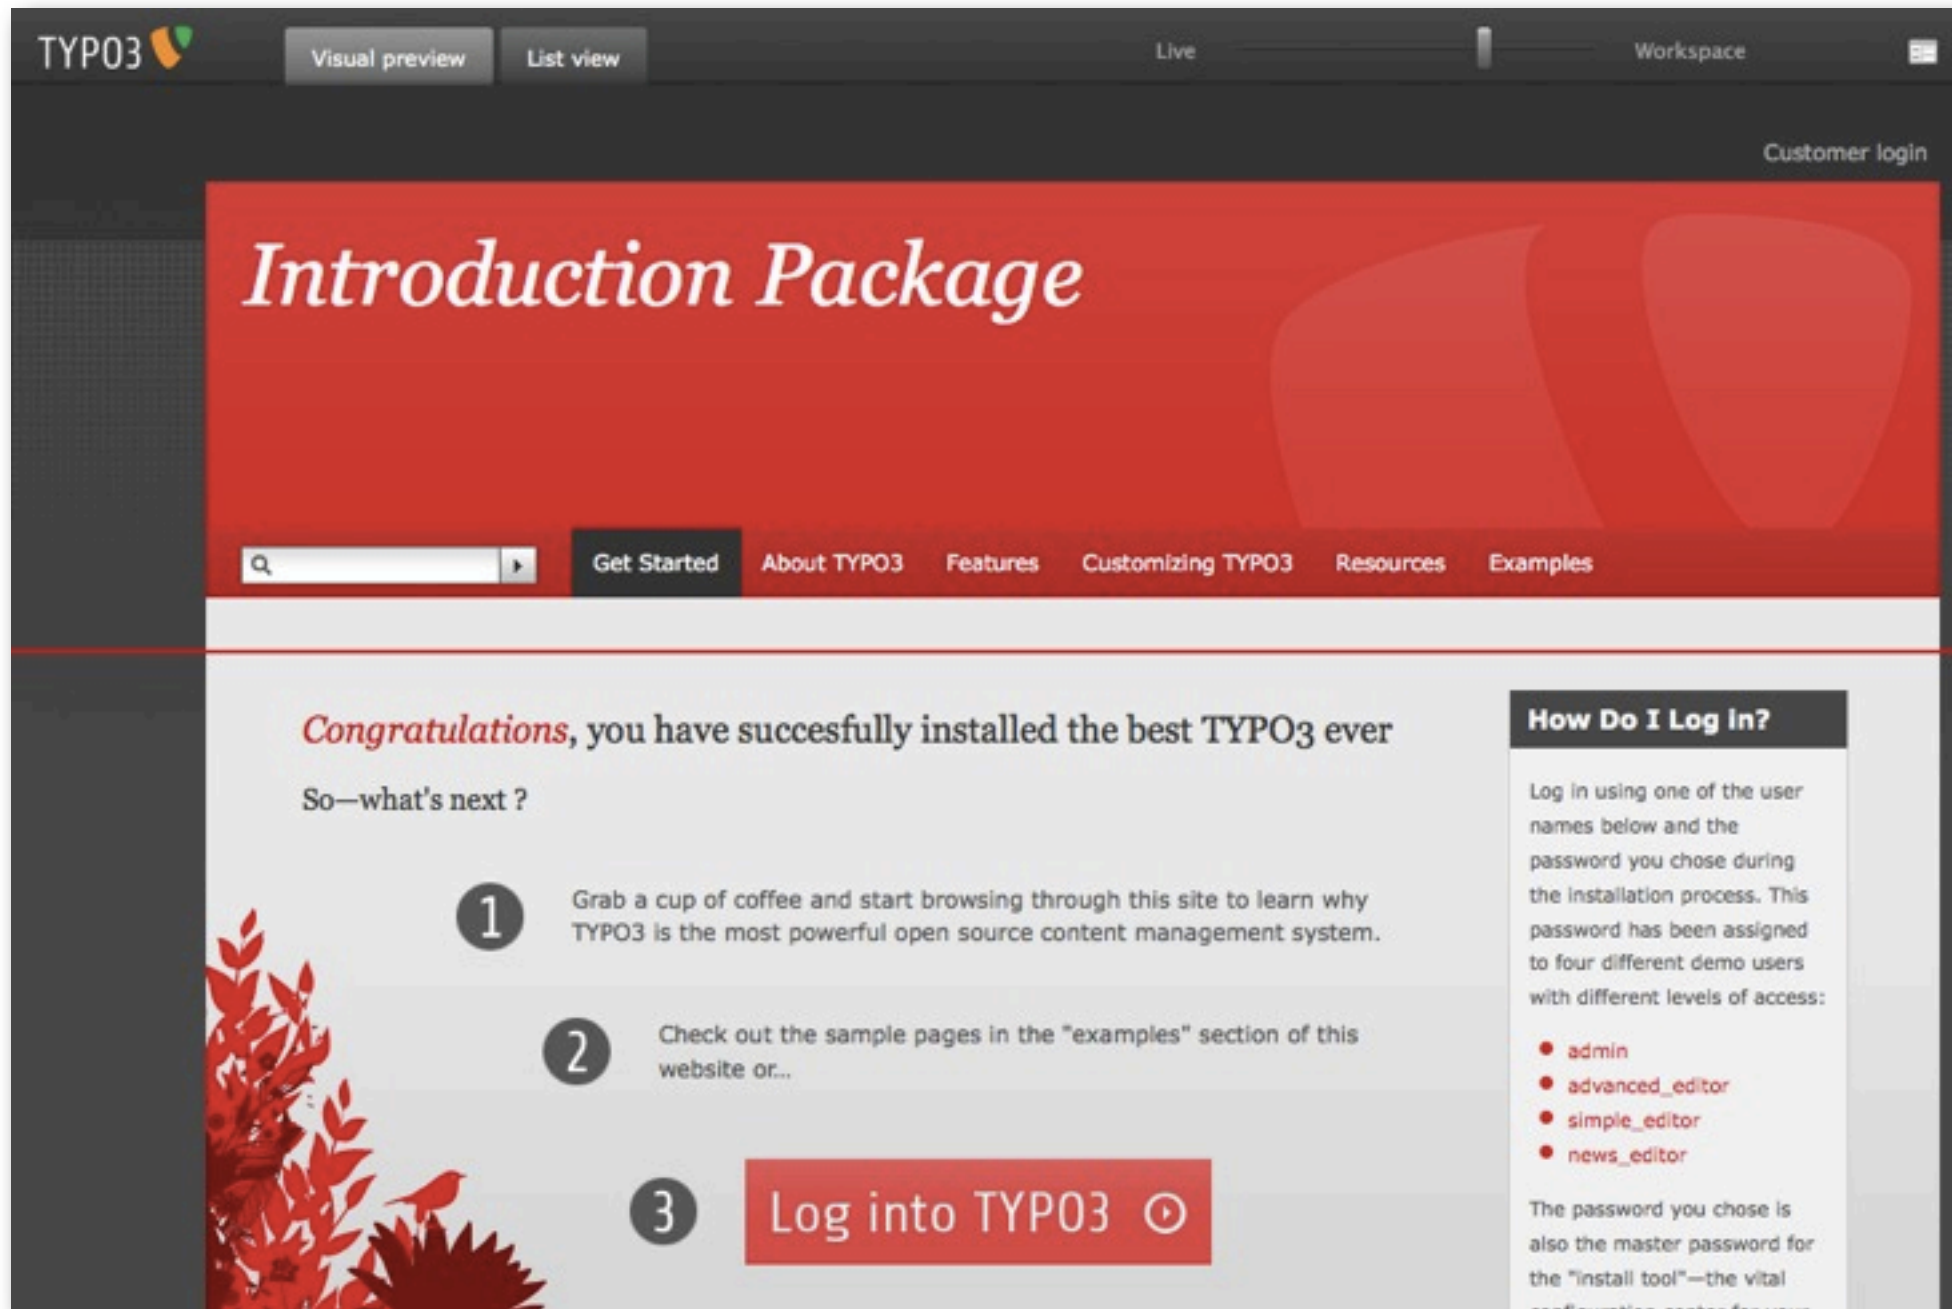 TYPO3
Visual preview
List view
Live
Workspace
Customer login
Introduction Package
Get Started
About TYPO3
Features
Customizing TYPO3
Resources
Examples
Congratulations, you have succesfully installed the best TYPO3 ever
So—what's next ?
1
Grab a cup of coffee and start browsing through this site to learn why
TYPO3 is the most powerful open source content management system.
2
Check out the sample pages in the "examples" section of this
website or...
3
Log into TYPO3
How Do I Log in?
Log in using one of the user
names below and the
password you chose during
the installation process. This
password has been assigned
to four different demo users
with different levels of access:
admin
advanced_editor
simple_editor
news_editor
The password you chose is
also the master password for
the "install tool"—the vital